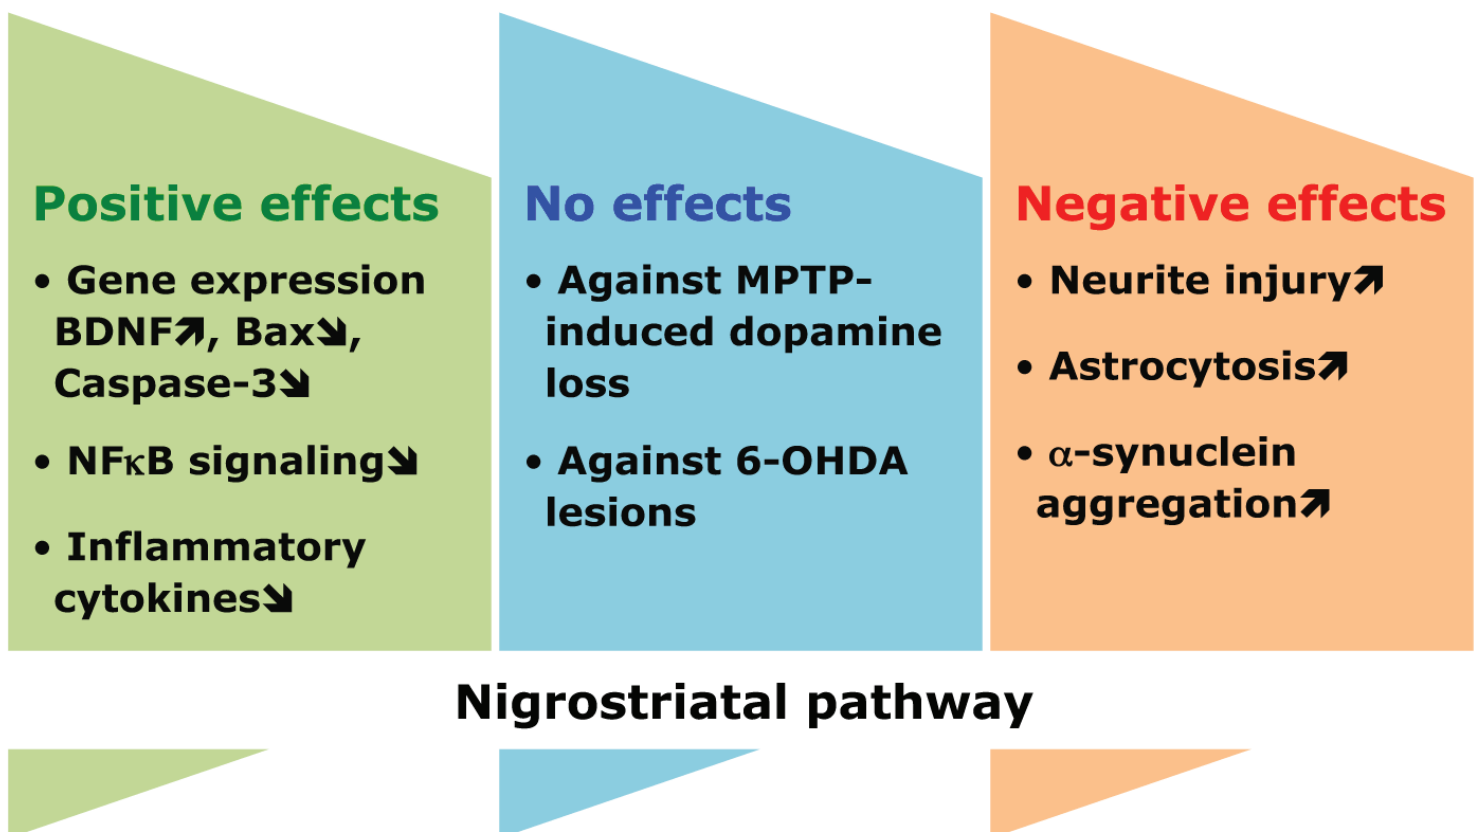 Positive effects
• Gene expression
BDNF⬈, Bax⬊,
Caspase-3⬊
• NFκB signaling⬊
• Inflammatory
cytokines⬊
No effects
• Against MPTP-
induced dopamine
loss
• Against 6-OHDA
lesions
Negative effects
• Neurite injury⬈
• Astrocytosis⬈
• α-synuclein
aggregation⬈
Nigrostriatal pathway